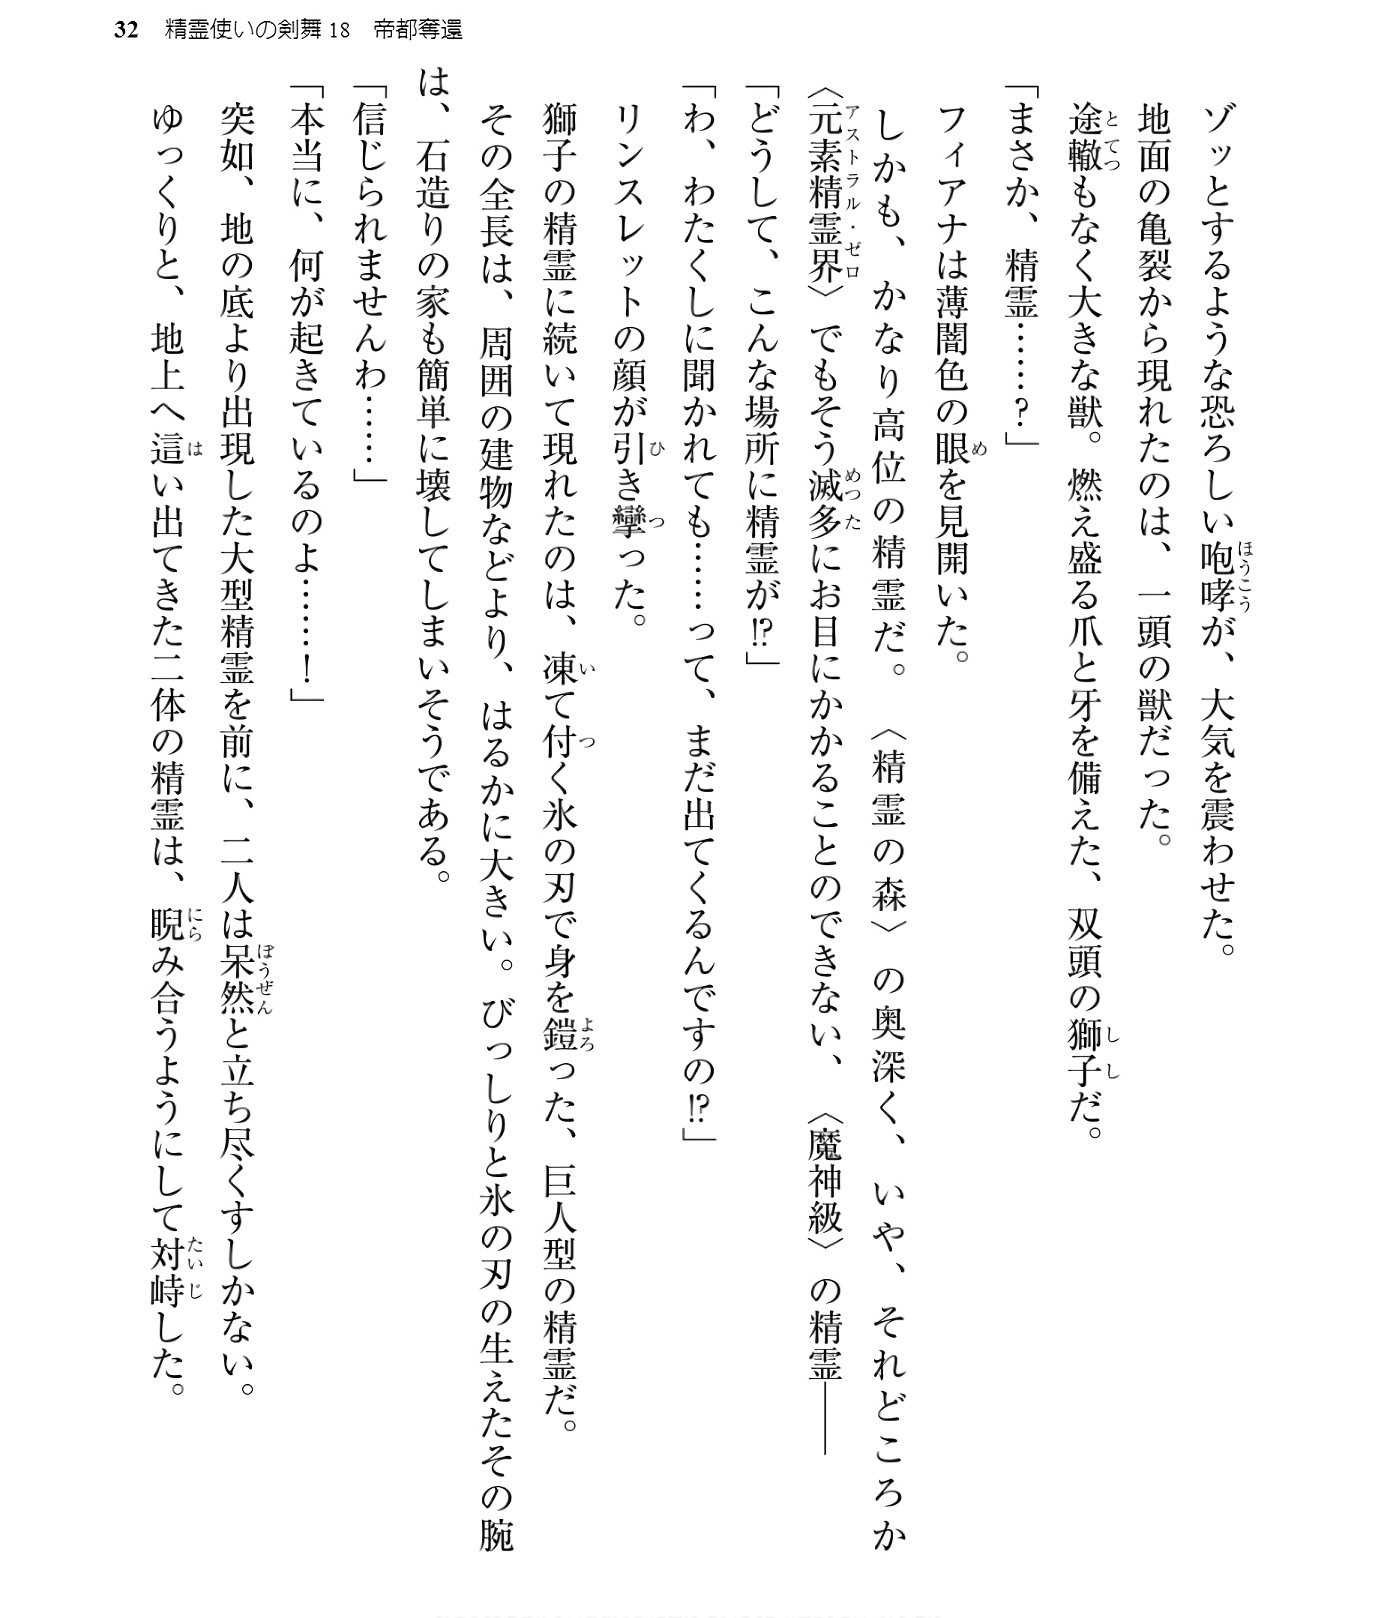 32　精霊使いの剣舞18　帝都奪還
ゾッとするような恐ろしい咆哮が、大気を震わせた。
地面の亀裂から現れたのは、一頭の獣だった。
途轍もなく大きな獣。燃え盛る爪と牙を備えた、双頭の獅子だ。
「まさか、精霊……?」
フィアナは薄闇色の眼を見開いた。
しかも、かなり高位の精霊だ。〈精霊の森〉の奥深く、いや、それどころか
〈元素精霊界〉でもそう滅多にお目にかかることのできない、〈魔神級〉の精霊――
「どうして、こんな場所に精霊が!?」
「わ、わたくしに聞かれても……って、まだ出てくるんですの!?」
リンスレットの顔が引き攣った。
獅子の精霊に続いて現れたのは、凍て付く氷の刃で身を鎧った、巨人型の精霊だ。
その全長は、周囲の建物などより、はるかに大きい。びっしりと氷の刃の生えたその腕
は、石造りの家も簡単に壊してしまいそうである。
「信じられませんわ……」
「本当に、何が起きているのよ……!」
突如、地の底より出現した大型精霊を前に、二人は呆然と立ち尽くすしかない。
ゆっくりと、地上へ這い出てきた二体の精霊は、睨み合うようにして対峙した。